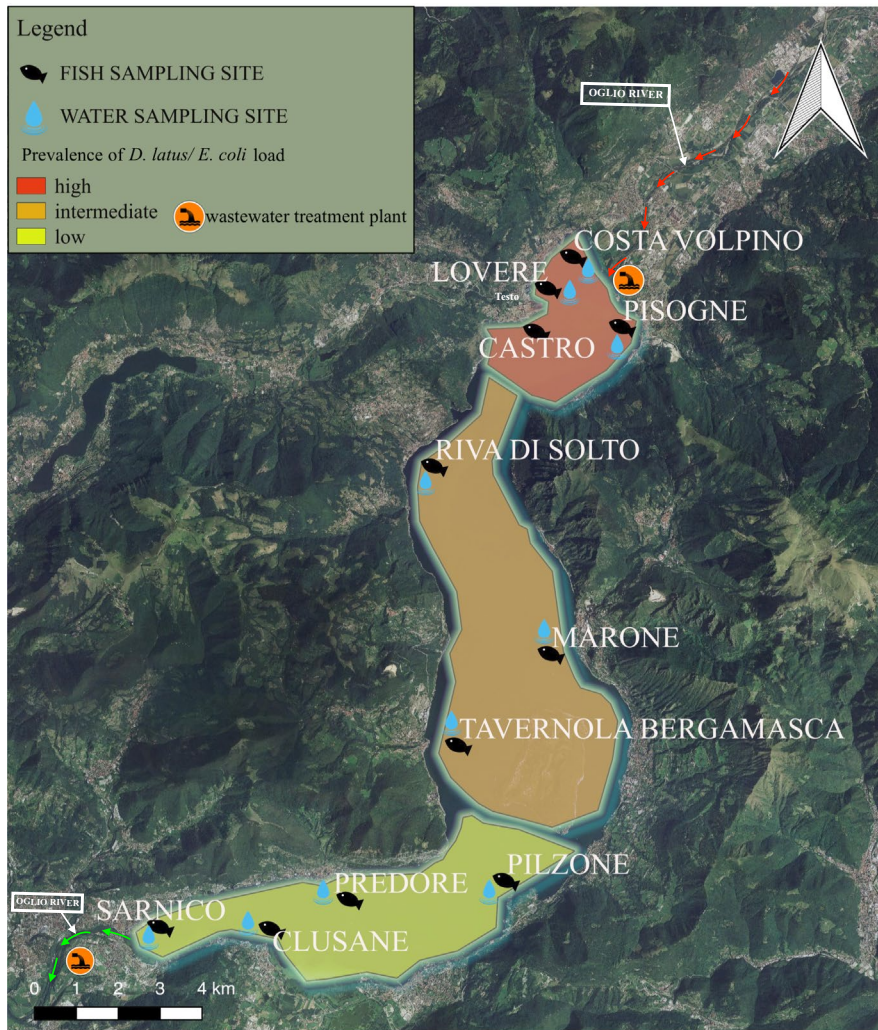 Legend
FISH SAMPLING SITE
WATER SAMPLING SITE
Prevalence of D. latus/ E. coli load
high
intermediate
wastewater treatment plant
low
OGLIO RIVER
COSTA VOLPINO
LOVERE
Testo
PISOGNE
CASTRO
RIVA DI SOLTO
MARONE
TAVERNOLA BERGAMASCA
PILZONE
PREDORE
OGLIO RIVER
SARNICO
CLUSANE
0 1 2 3 4 km